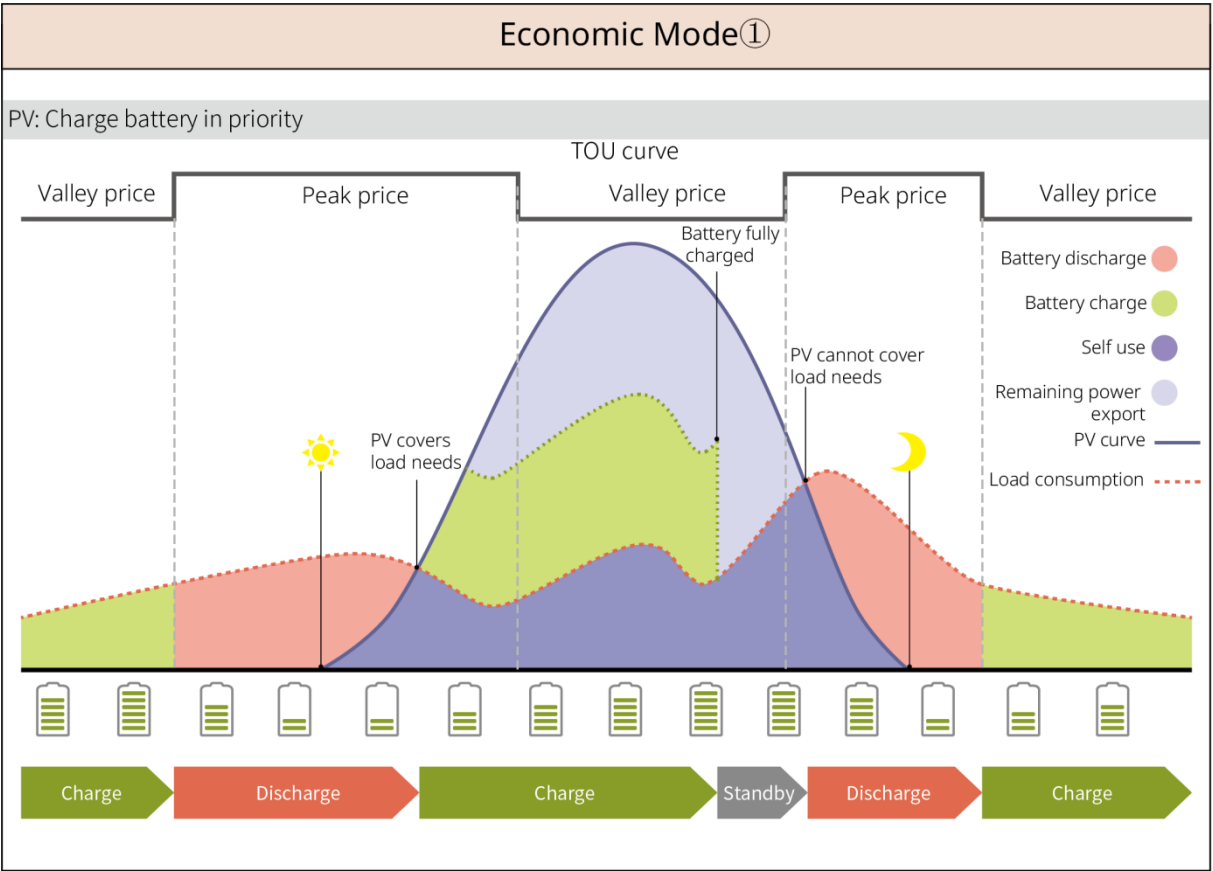 Economic Mode①
PV: Charge battery in priority
TOU curve
Valley price
Peak price
Valley price
Peak price
Valley price
Battery fully
charged
Battery discharge
Battery charge
Self use
Remaining power
export
PV curve
Load consumption
PV cannot cover
load needs
PV covers
load needs
Charge
Discharge
Charge
Standby
Discharge
Charge